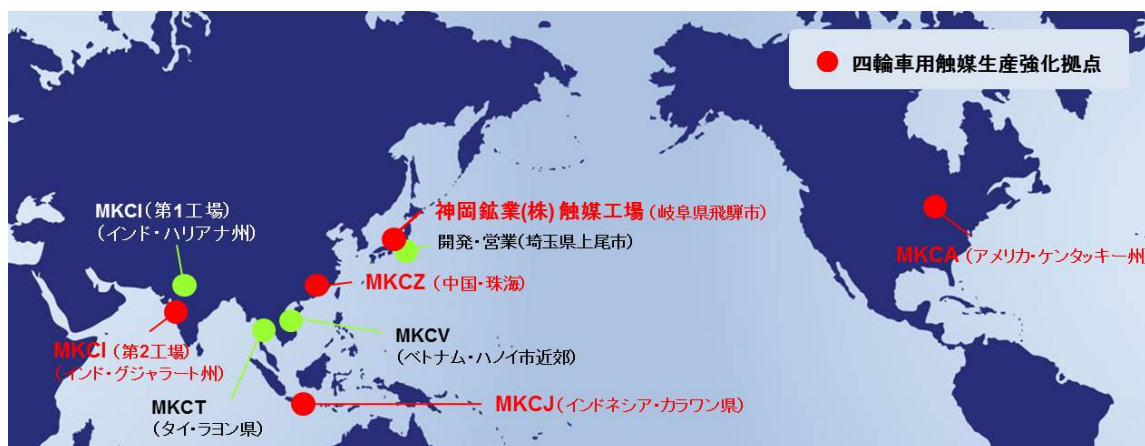 四輪車用触媒生産強化拠点
MKCI(第1工場)
(インド・ハリアナ州)
神岡鉱業(株) 触媒工場 (岐阜県飛騨市)
開発・営業(埼玉県上尾市)
MKCA (アメリカ・ケンタッキー州)
MKCZ (中国・珠海)
MKCV
(ベトナム・ハノイ市近郊)
MKCI (第2工場)
(インド・グジャラート州)
MKCT
(タイ・ラヨン県)
MKCJ (インドネシア・カラワン県)